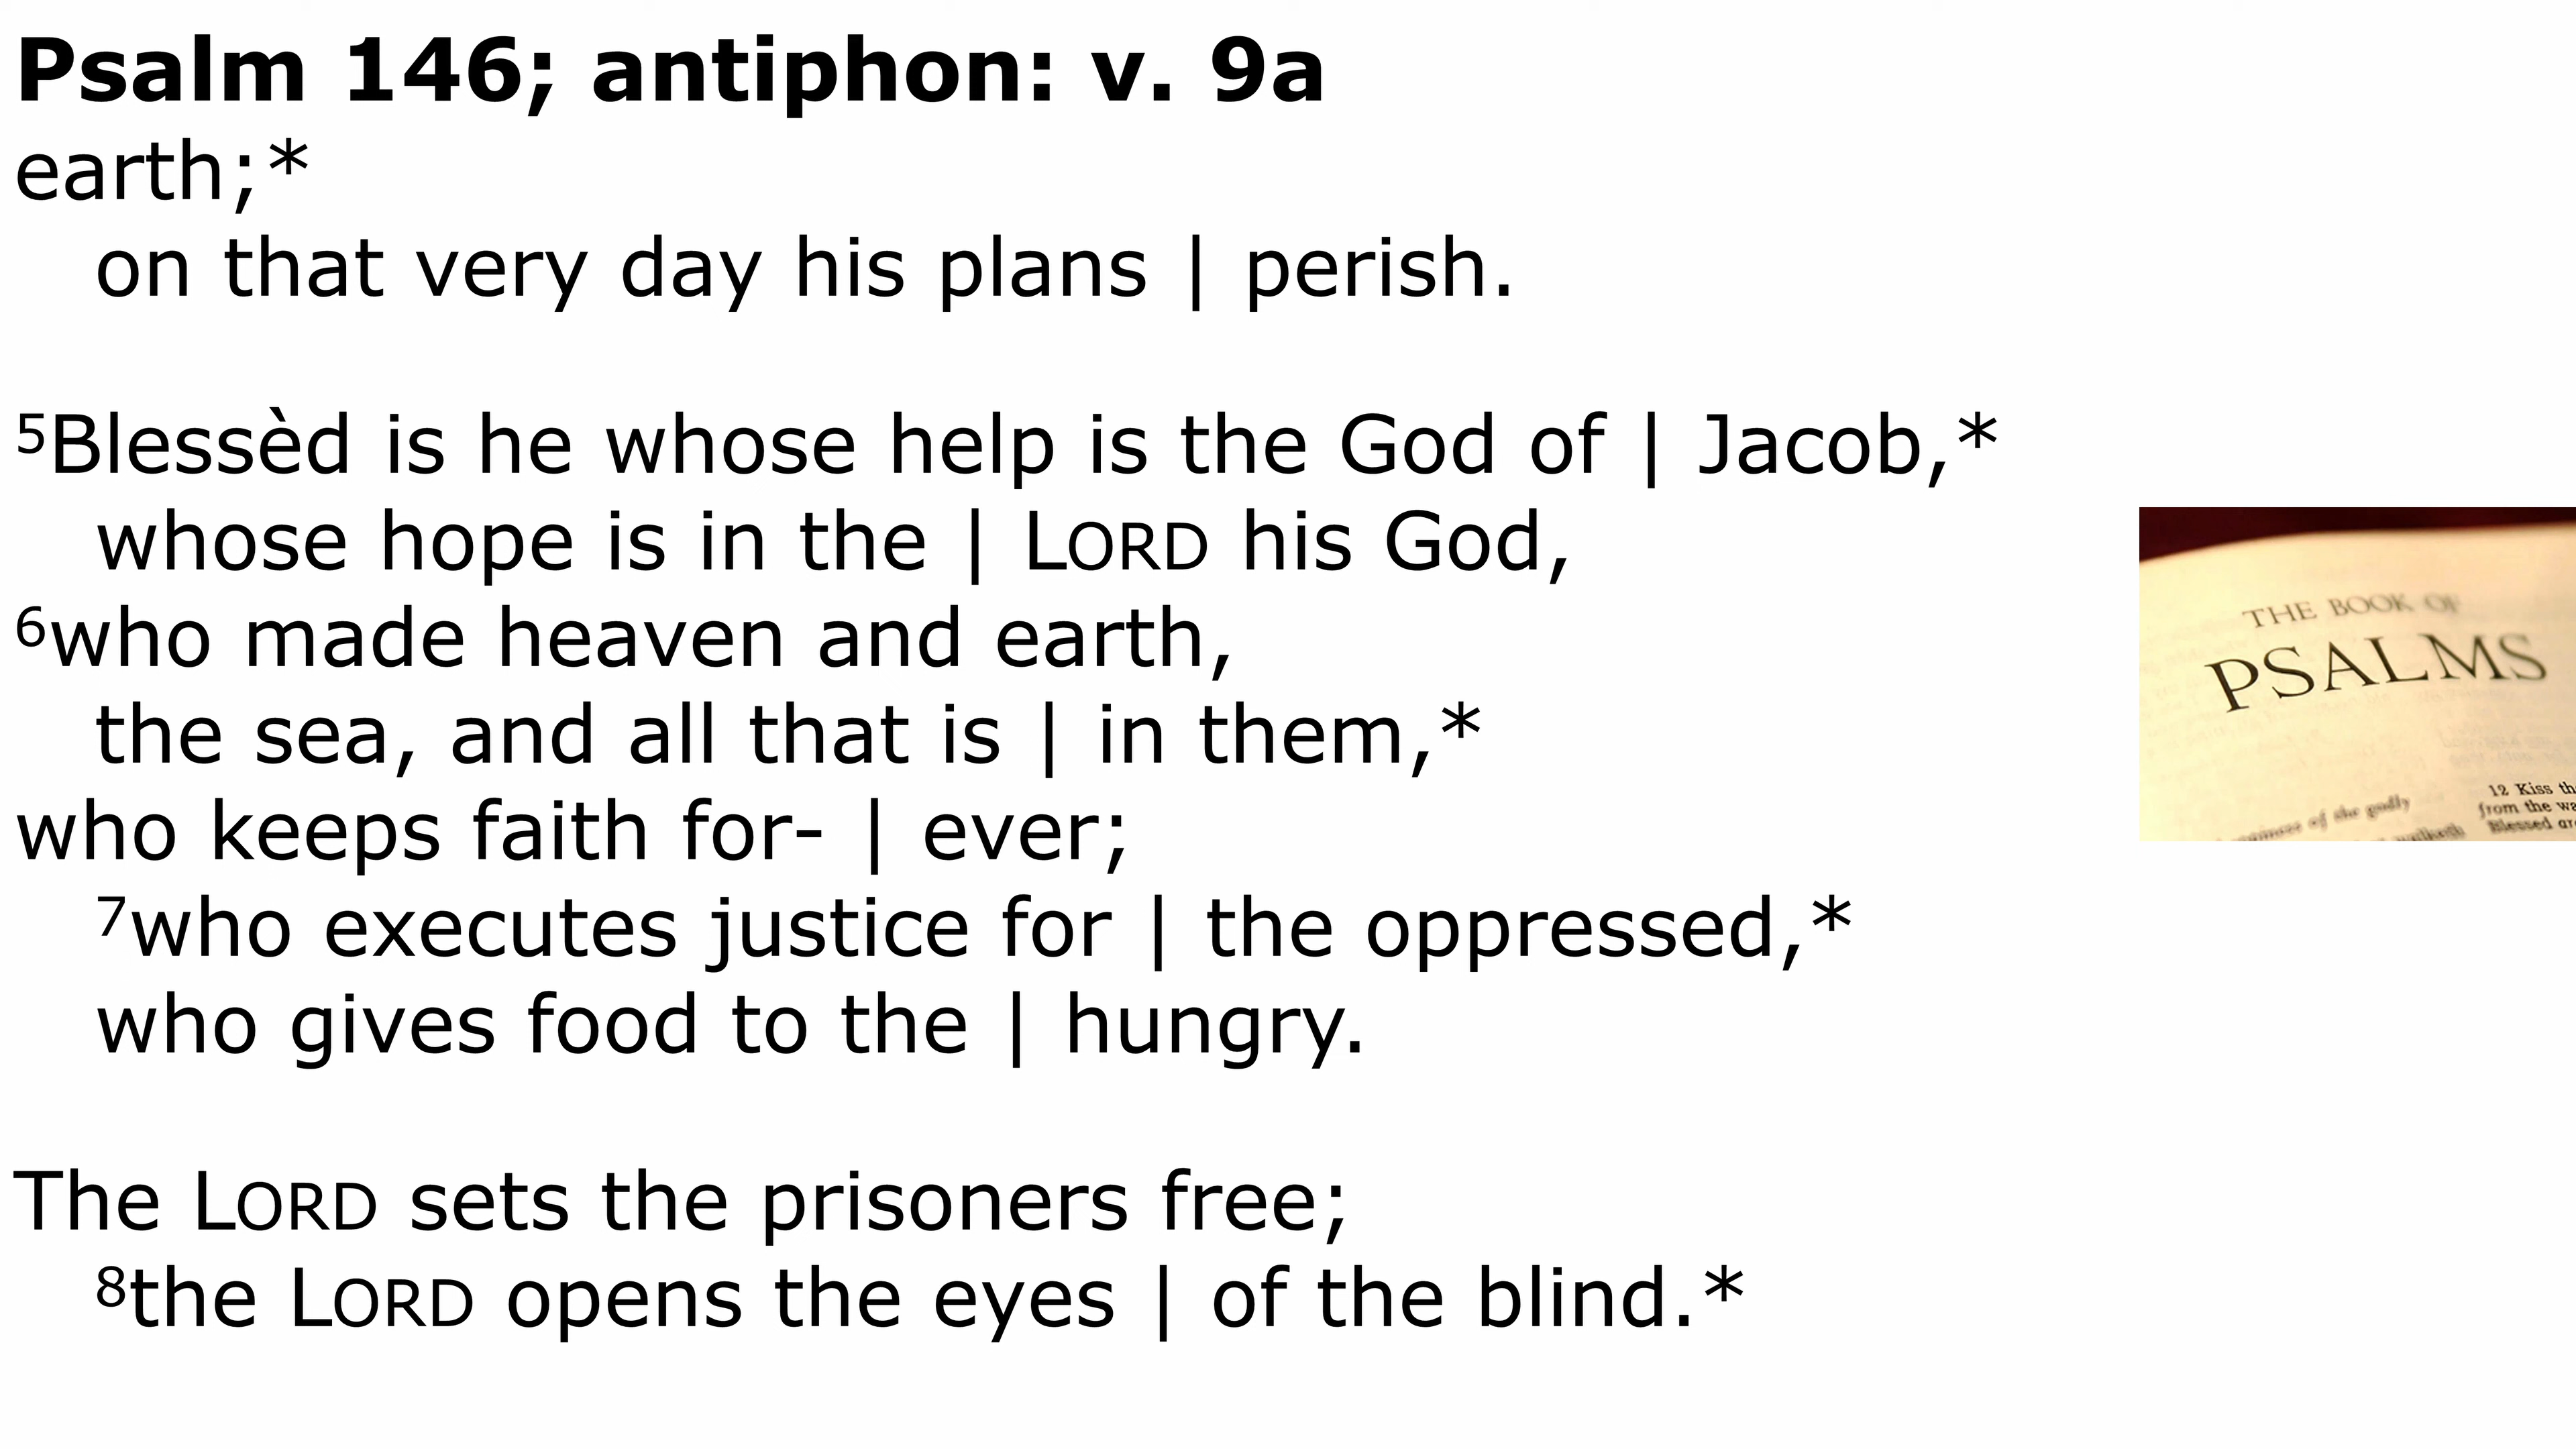 Psalm 146; antiphon: v. 9a
earth;*
on that very day his plans | perish.
⁵Blessèd is he whose help is the God of | Jacob,*
whose hope is in the | LORD his God,
⁶who made heaven and earth,
the sea, and all that is | in them,*
who keeps faith for- | ever;
⁷who executes justice for | the oppressed,*
who gives food to the | hungry.
The LORD sets the prisoners free;
⁸the LORD opens the eyes | of the blind.*
THE BOOK OF
PSALMS
12 Kiss
from the
Blessed
of the godly